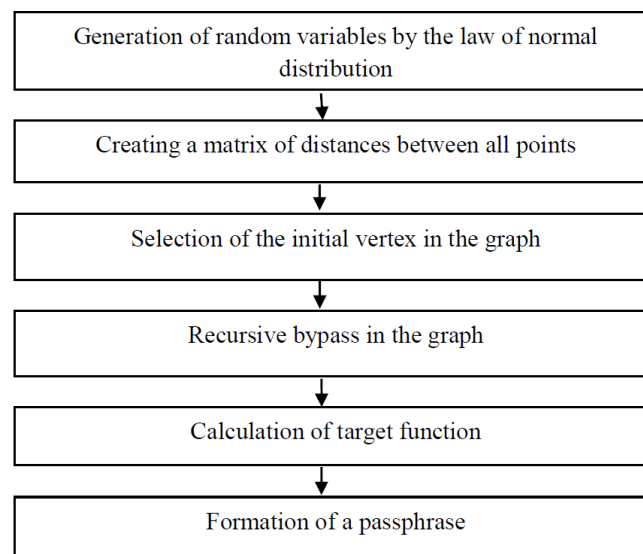 Generation of random variables by the law of normal
distribution
Creating a matrix of distances between all points
Selection of the initial vertex in the graph
Recursive bypass in the graph
Calculation of target function
Formation of a passphrase